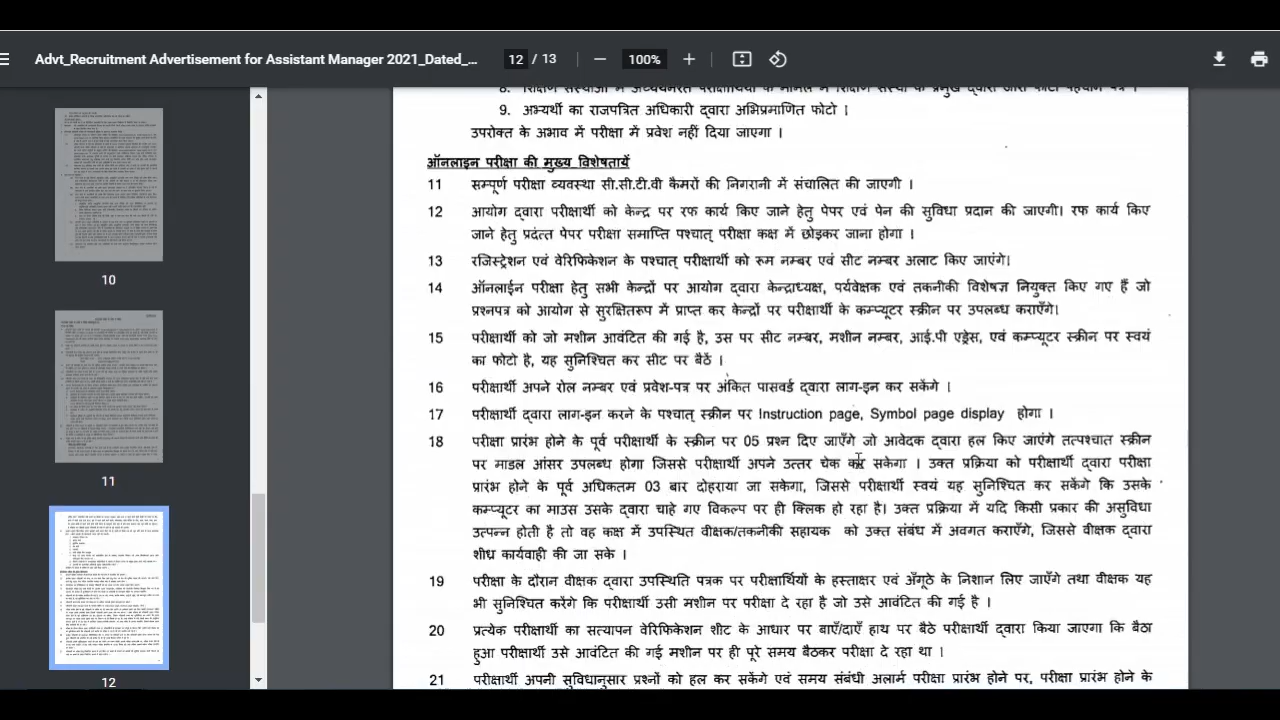 Advt_Recruitment Advertisement for Assistant Manager 2021_Dated_...
12 / 13
100%
10
11
12
8. शिक्षण संस्थाओं में अध्ययनरत परीक्षार्थियों के मामले में शिक्षण संस्था के प्रमुख द्वारा जारी फोटो पहचान पत्र ।
9. अभ्यर्थी का राजपत्रित अधिकारी द्वारा अभिप्रमाणित फोटो ।
उपरोक्त के अभाव में परीक्षा में प्रवेश नहीं दिया जाएगा ।
ऑनलाइन परीक्षा की मुख्य विशेषतायें
11 सम्पूर्ण परीक्षा व्यवस्था सी.सी.टी.वी कैमरों की निगरानी में संचालित की जाएगी ।
12 आयोग द्वारा परीक्षार्थी को केन्द्र पर रफ कार्य किए जाने हेतु पेपर एवं पेन की सुविधा प्रदान की जाएगी। रफ कार्य किए
जाने हेतु प्रदत्त पेपर परीक्षा समाप्ति पश्चात् परीक्षा कक्ष में छोड़कर जाना होगा ।
13 रजिस्ट्रेशन एवं वेरिफिकेशन के पश्चात् परीक्षार्थी को रूम नम्बर एवं सीट नम्बर अलाट किए जाएंगे।
14 ऑनलाईन परीक्षा हेतु सभी केन्द्रों पर आयोग द्वारा केन्द्राध्यक्ष, पर्यवेक्षक एवं तकनीकी विशेषज्ञ नियुक्त किए गए हैं जो
प्रश्नपत्र को आयोग से सुरक्षितरूप में प्राप्त कर केन्द्रों पर परीक्षार्थी के कम्प्यूटर स्क्रीन पर उपलब्ध कराएँगे।
15 परीक्षार्थी को जो मशीन आवंटित की गई है, उस पर सीट नम्बर, मशीन नम्बर, आई.पी एड्रेस, एवं कम्प्यूटर स्क्रीन पर स्वयं
का फोटो है, यह सुनिश्चित कर सीट पर बैठें ।
16 परीक्षार्थी अपने रोल नम्बर एवं प्रवेश-पत्र पर अंकित पासवर्ड द्वारा लाग-इन कर सकेंगे ।
17 परीक्षार्थी द्वारा लाग-इन करने के पश्चात् स्क्रीन पर Instruction page, Symbol page display होगा ।
18 परीक्षा प्रारंभ होने के पूर्व परीक्षार्थी के स्क्रीन पर 05 प्रश्न दिए जाएँगे जो आवेदक द्वारा हल किए जाएंगे तत्पश्चात स्क्रीन
पर माडल आंसर उपलब्ध होगा जिससे परीक्षार्थी अपने उत्तर चेक कर सकेगा । उक्त प्रक्रिया को परीक्षार्थी द्वारा परीक्षा
प्रारंभ होने के पूर्व अधिकतम 03 बार दोहराया जा सकेगा, जिससे परीक्षार्थी स्वयं यह सुनिश्चित कर सकेंगे कि उसके
कम्प्यूटर का माउस उसके द्वारा चाहे गए विकल्प पर ही क्लिक हो रहा है। उक्त प्रक्रिया में यदि किसी प्रकार की असुविधा
उत्पन्न होती है तो वह कक्ष में उपस्थित वीक्षक/तकनीकी सहायक को उक्त संबंध में अवगत कराएँगे, जिससे वीक्षक द्वारा
शीघ्र कार्यवाही की जा सके ।
19 परीक्षा के दौरान वीक्षक द्वारा उपस्थिति पत्रक पर परीक्षार्थियों के हस्ताक्षर एवं अँगूठे के निशान लिए जाएँगे तथा वीक्षक यह
भी सुनिश्चित करेंगे कि परीक्षार्थी उसी मशीन पर परीक्षा दे रहा है जो उसे आवंटित की गई है ।
20 प्रत्येक परीक्षार्थी का सत्यापन वेरिफिकेशन शीट के आधार पर दाएँ/बाएँ हाथ पर बैठे परीक्षार्थी द्वारा किया जाएगा कि बैठा
हुआ परीक्षार्थी उसे आवंटित की गई मशीन पर ही पूरे समय बैठकर परीक्षा दे रहा था ।
21 परीक्षार्थी अपनी सुविधानुसार प्रश्नों को हल कर सकेंगे एवं समय संबंधी अलार्म परीक्षा प्रारंभ होने पर, परीक्षा प्रारंभ होने के